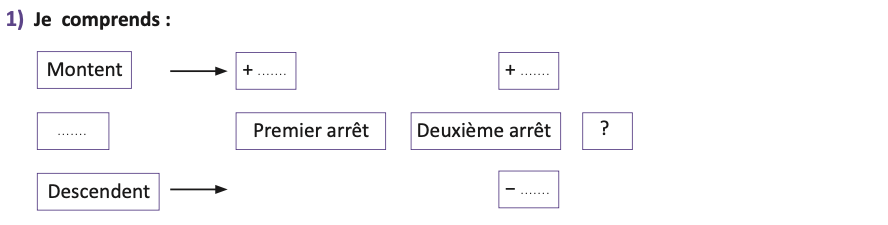 1) Je comprends :
Montent + ....... + .......
....... Premier arrêt Deuxième arrêt ?
Descendent – .......